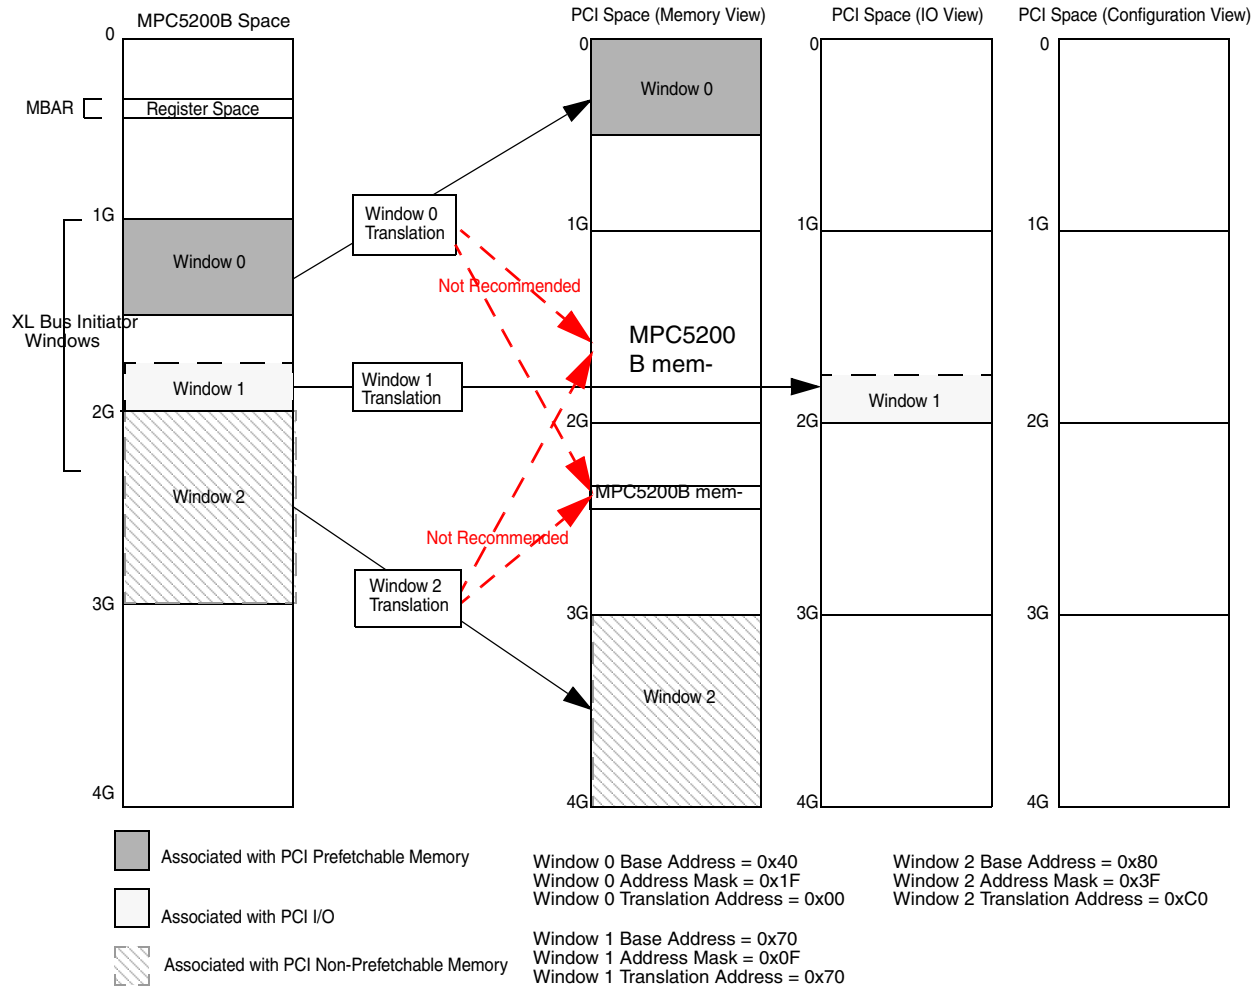 MPC5200B Space
PCI Space (Memory View)
PCI Space (IO View)
PCI Space (Configuration View)
0
0
0
0
Window 0
MBAR
Register Space
1G
1G
1G
1G
Window 0
Translation
Window 0
Not Recommended
XL Bus Initiator
Windows
MPC5200
B mem-
Window 1
Window 1
Translation
Window 1
2G
2G
2G
2G
Window 2
MPC5200B mem-
Not Recommended
Window 2
Translation
3G
3G
3G
3G
Window 2
4G
4G
4G
4G
Associated with PCI Prefetchable Memory
Associated with PCI I/O
Associated with PCI Non-Prefetchable Memory
Window 0 Base Address = 0x40
Window 0 Address Mask = 0x1F
Window 0 Translation Address = 0x00
Window 1 Base Address = 0x70
Window 1 Address Mask = 0x0F
Window 1 Translation Address = 0x70
Window 2 Base Address = 0x80
Window 2 Address Mask = 0x3F
Window 2 Translation Address = 0xC0